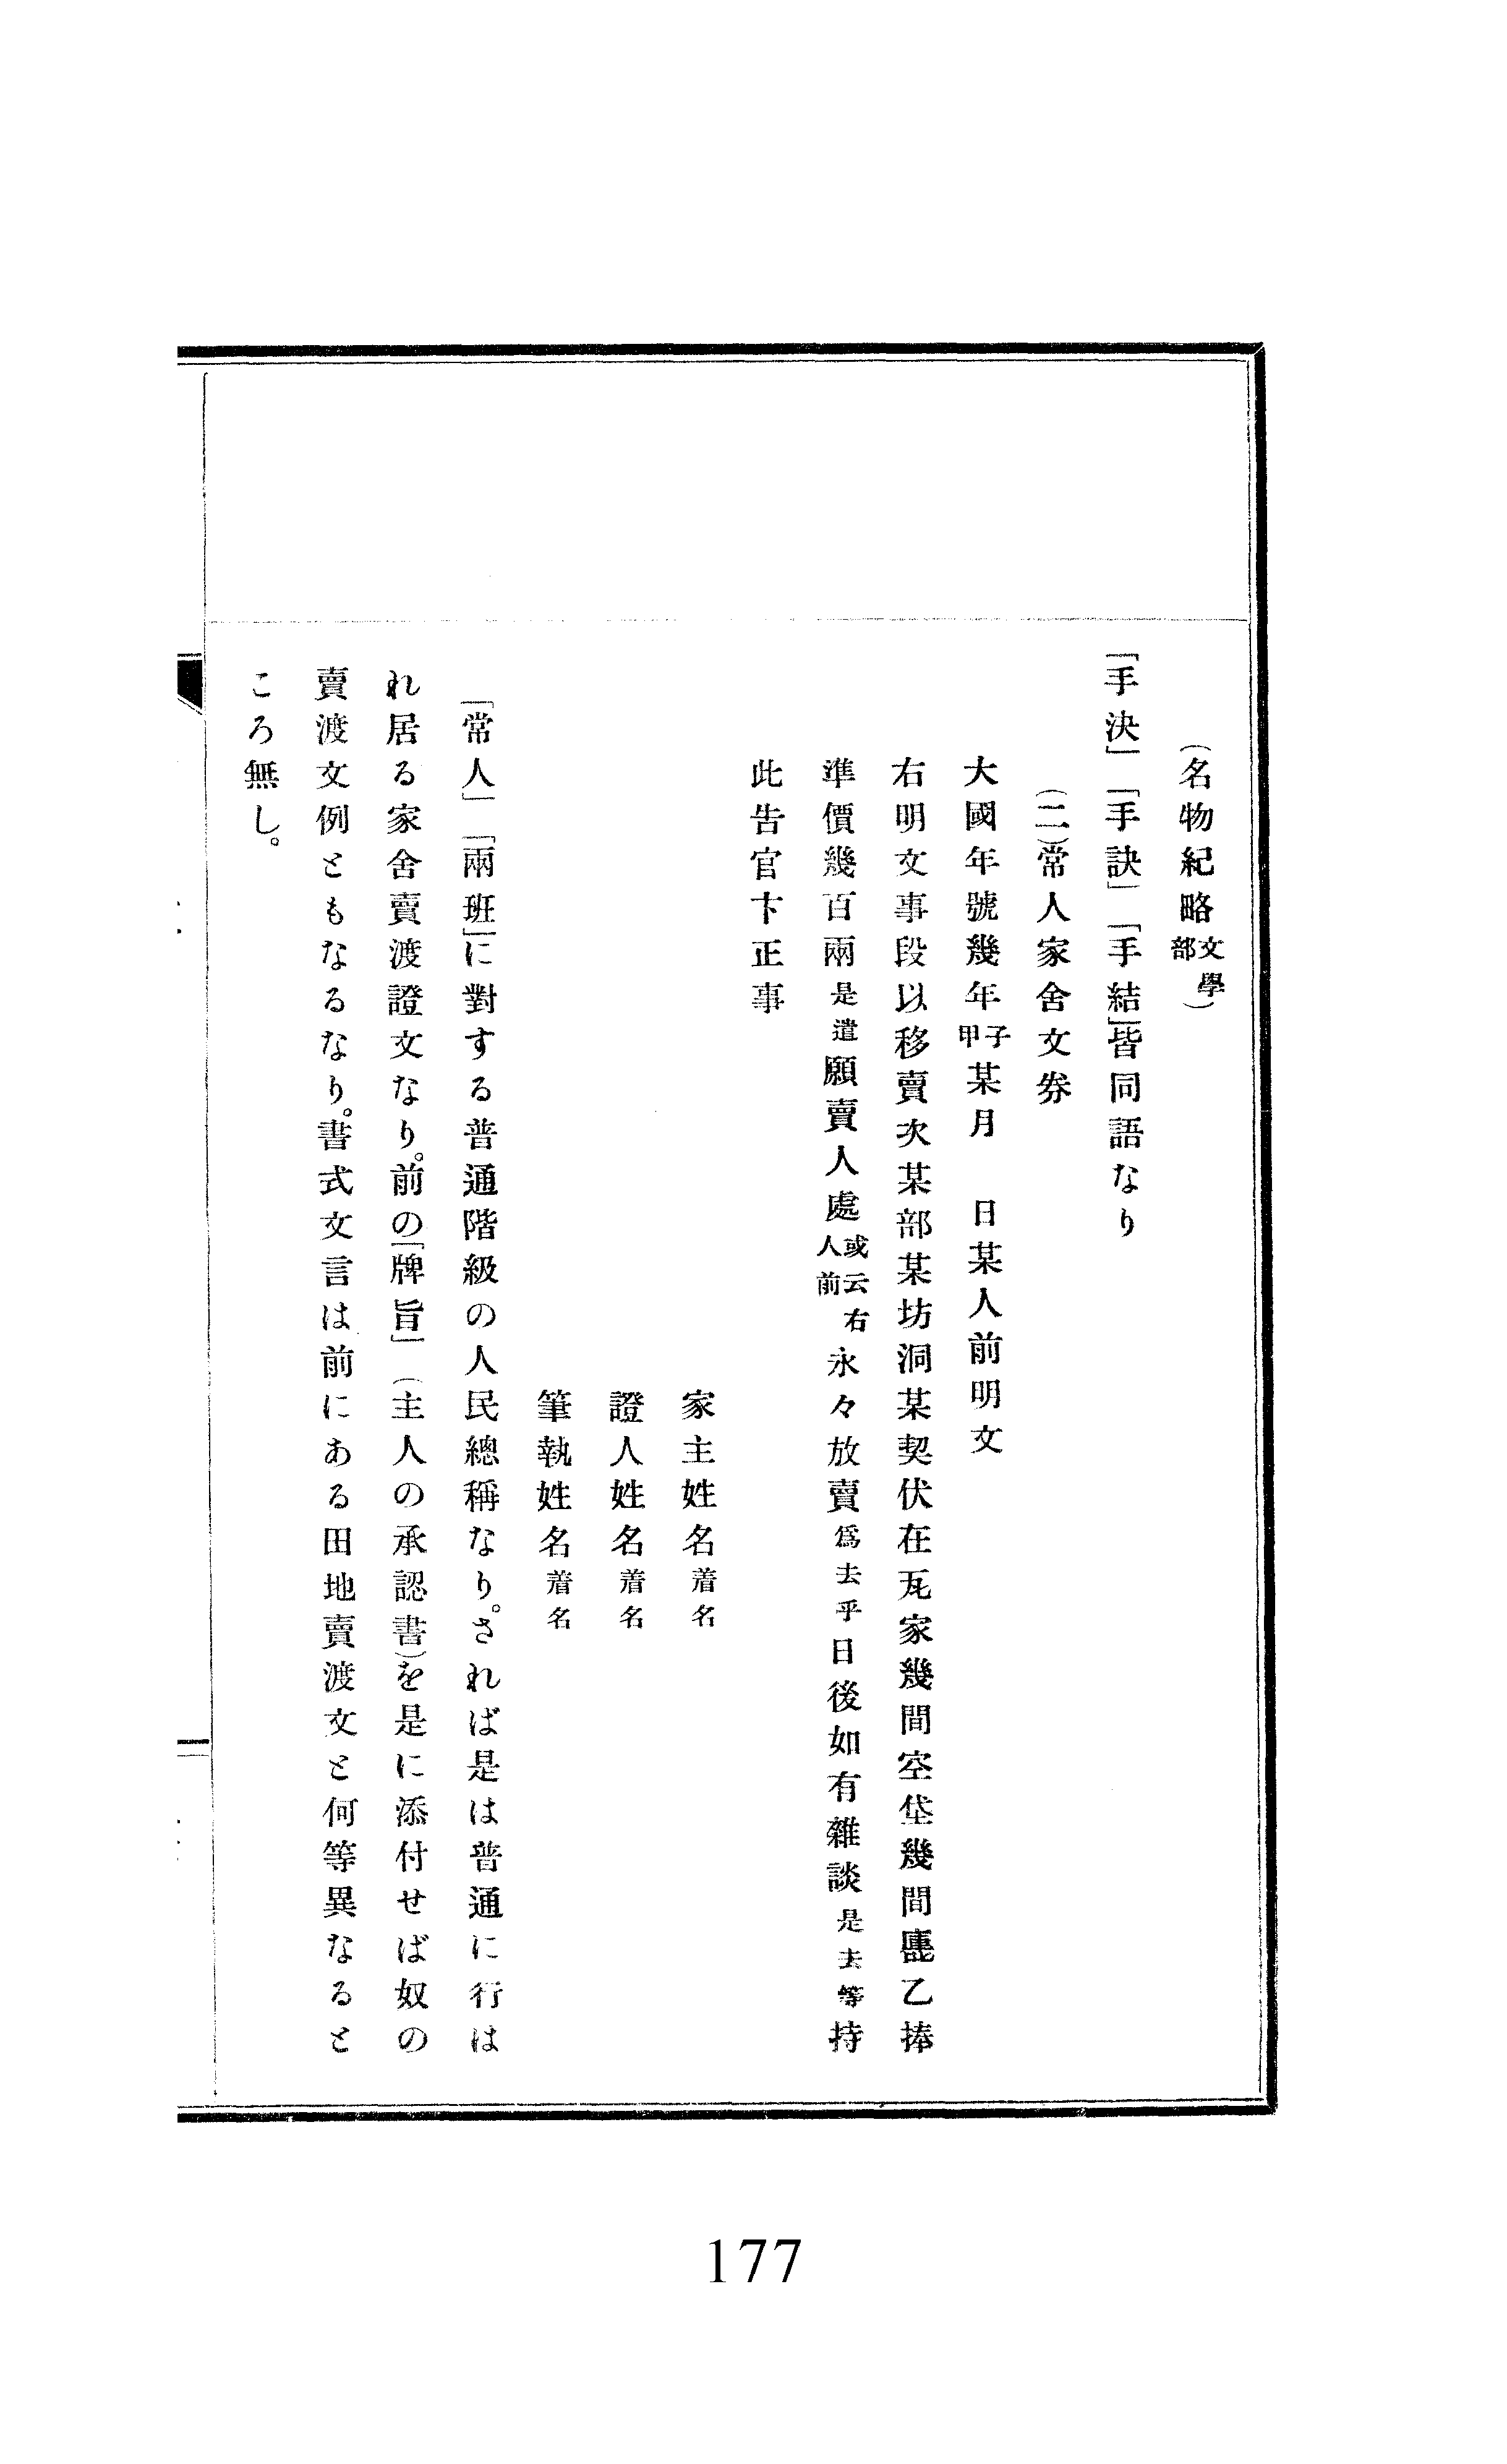 （名物紀略文學部）
「手決」「手訣」「手結」皆同語なり
（二）常人家舍文券
大國年號幾年甲子某月　日某人前明文
右明文事段以移賣次某部某坊洞某契伏在瓦家幾間空垈幾間㐣乙捧
準價幾百兩是遣願賣人處或云右人前永々放賣爲去乎日後如有雜談是去等持
此告官卞正事
家主姓名着名
證人姓名着名
筆執姓名着名
「常人」「兩班」に對する普通階級の人民總稱なり。されば是は普通に行は
れ居る家舍賣渡證文なり。前の「牌旨」（主人の承認書）を是に添付せば奴の
賣渡文例ともなるなり。書式文言は前にある田地賣渡文と何等異なると
ころ無し。
177